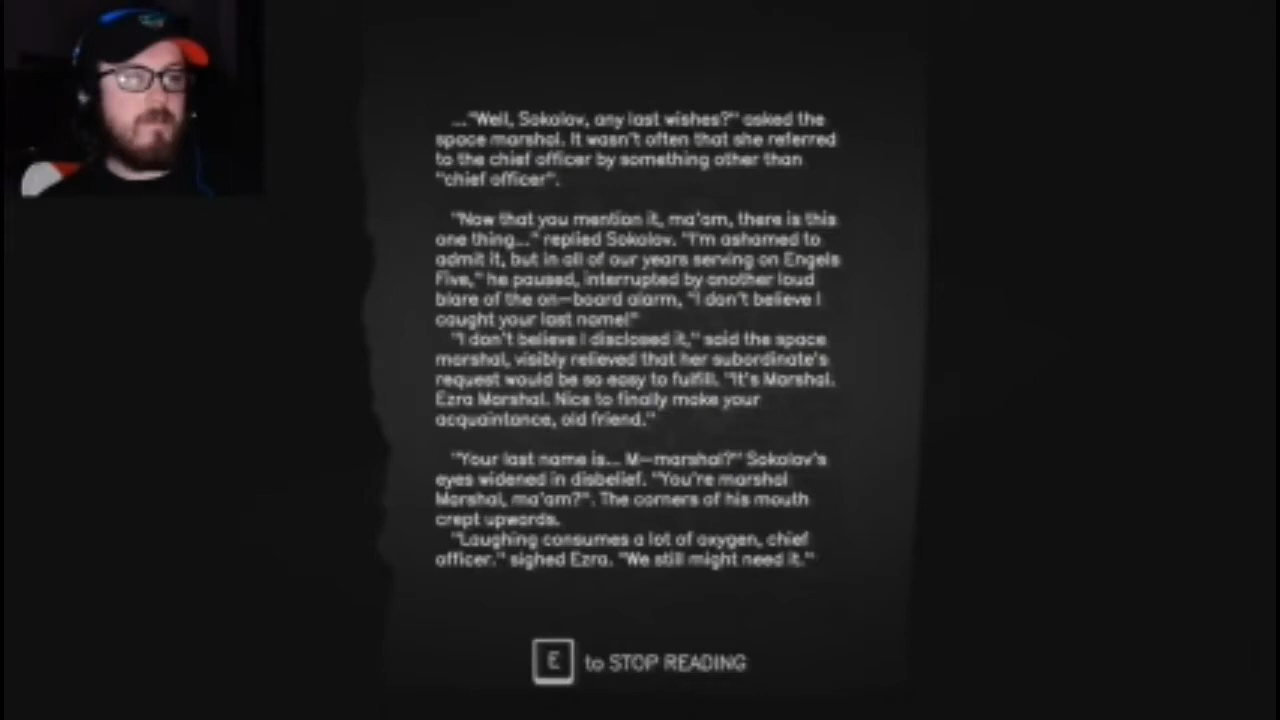 ..."Well, Sokolov, any last wishes?" asked the
space marshal. It wasn't often that she referred
to the chief officer by something other than
"chief officer".
"Now that you mention it, ma'am, there is this
one thing..." replied Sokolov. "I'm ashamed to
admit it, but in all of our years serving on Engels
Five," he paused, interrupted by another loud
blare of the on-board alarm, "I don't believe I
caught your last name!"
"I don't believe I disclosed it," said the space
marshal, visibly relieved that her subordinate's
request would be so easy to fulfill. "It's Marshal.
Ezra Marshal. Nice to finally make your
acquaintance, old friend."
"Your last name is... M-marshal?" Sokolov's
eyes widened in disbelief. "You're marshal
Marshal, ma'am?". The corners of his mouth
crept upwards.
"Laughing consumes a lot of oxygen, chief
officer." sighed Ezra. "We still might need it."
E to STOP READING